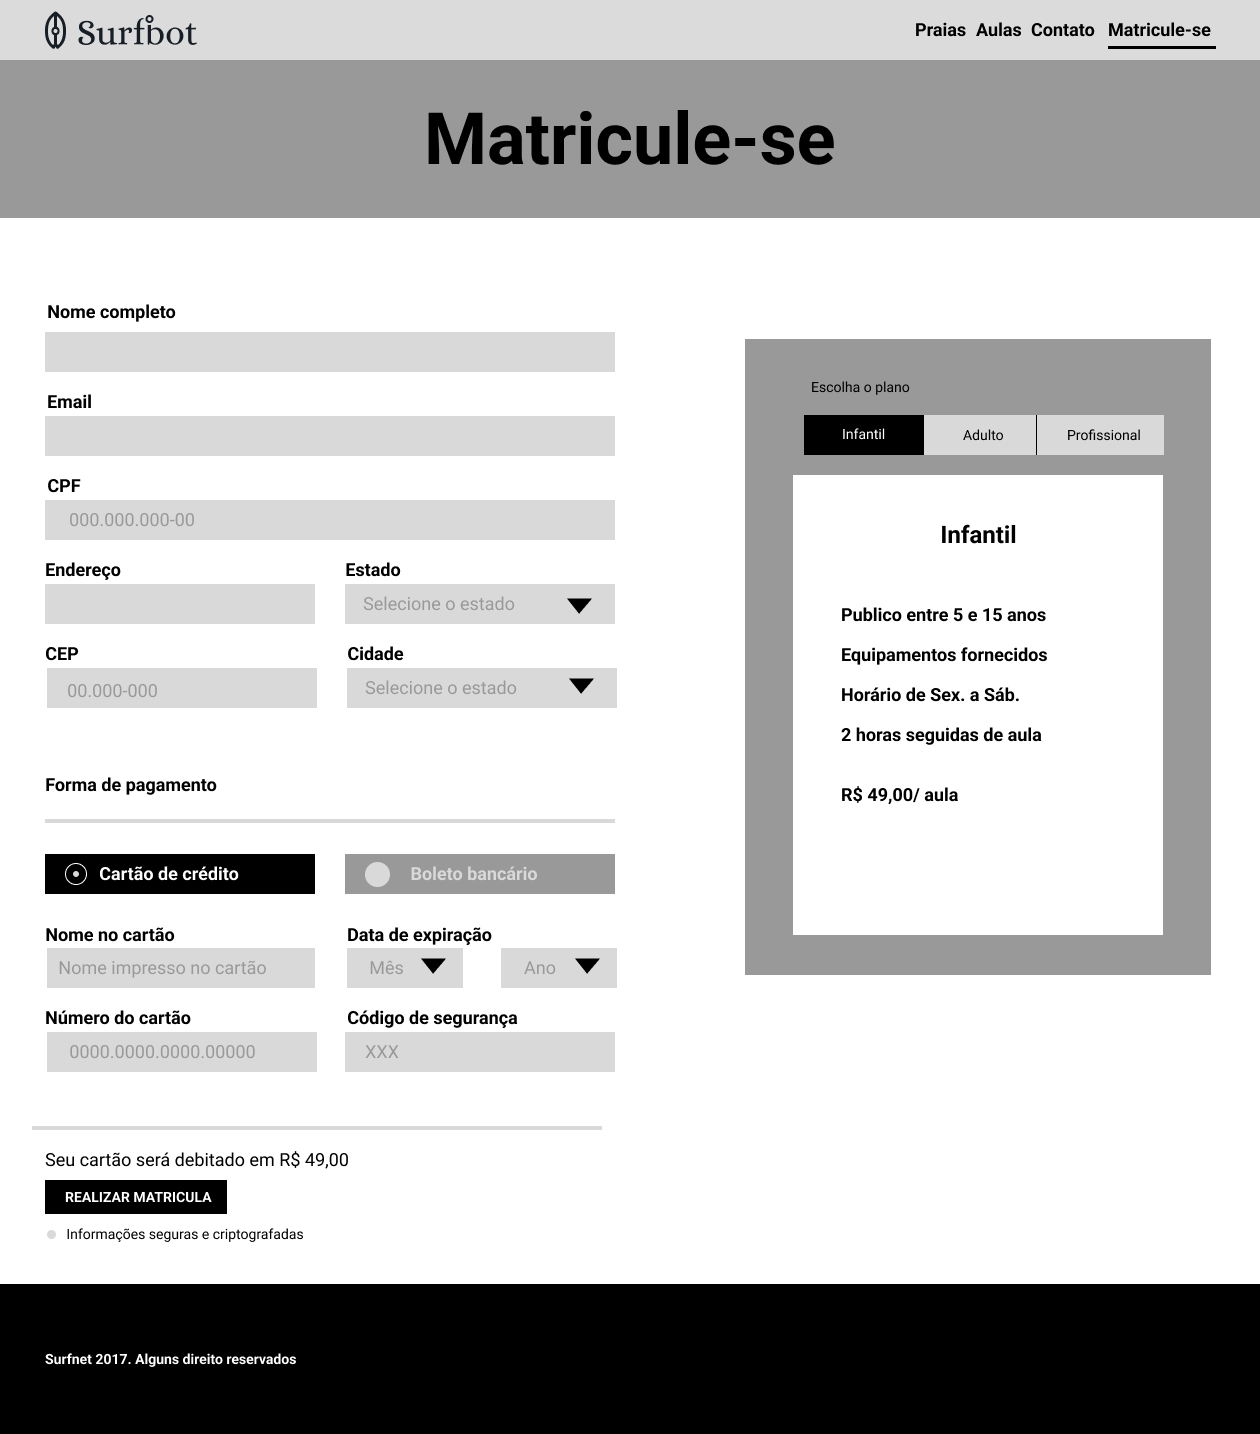 Surfbot
Praias Aulas Contato Matricule-se
Matricule-se
Nome completo
Email
CPF
000.000.000-00
Endereço
Estado
Selecione o estado
CEP
Cidade
00.000-000
Selecione o estado
Forma de pagamento
Cartão de crédito
Boleto bancário
Nome no cartão
Data de expiração
Nome impresso no cartão
Mês
Ano
Número do cartão
Código de segurança
0000.0000.0000.00000
XXX
Seu cartão será debitado em R$ 49,00
REALIZAR MATRICULA
Informações seguras e criptografadas
Escolha o plano
Infantil
Adulto
Profissional
Infantil
Publico entre 5 e 15 anos
Equipamentos fornecidos
Horário de Sex. a Sáb.
2 horas seguidas de aula
R$ 49,00/ aula
Surfnet 2017. Alguns direito reservados